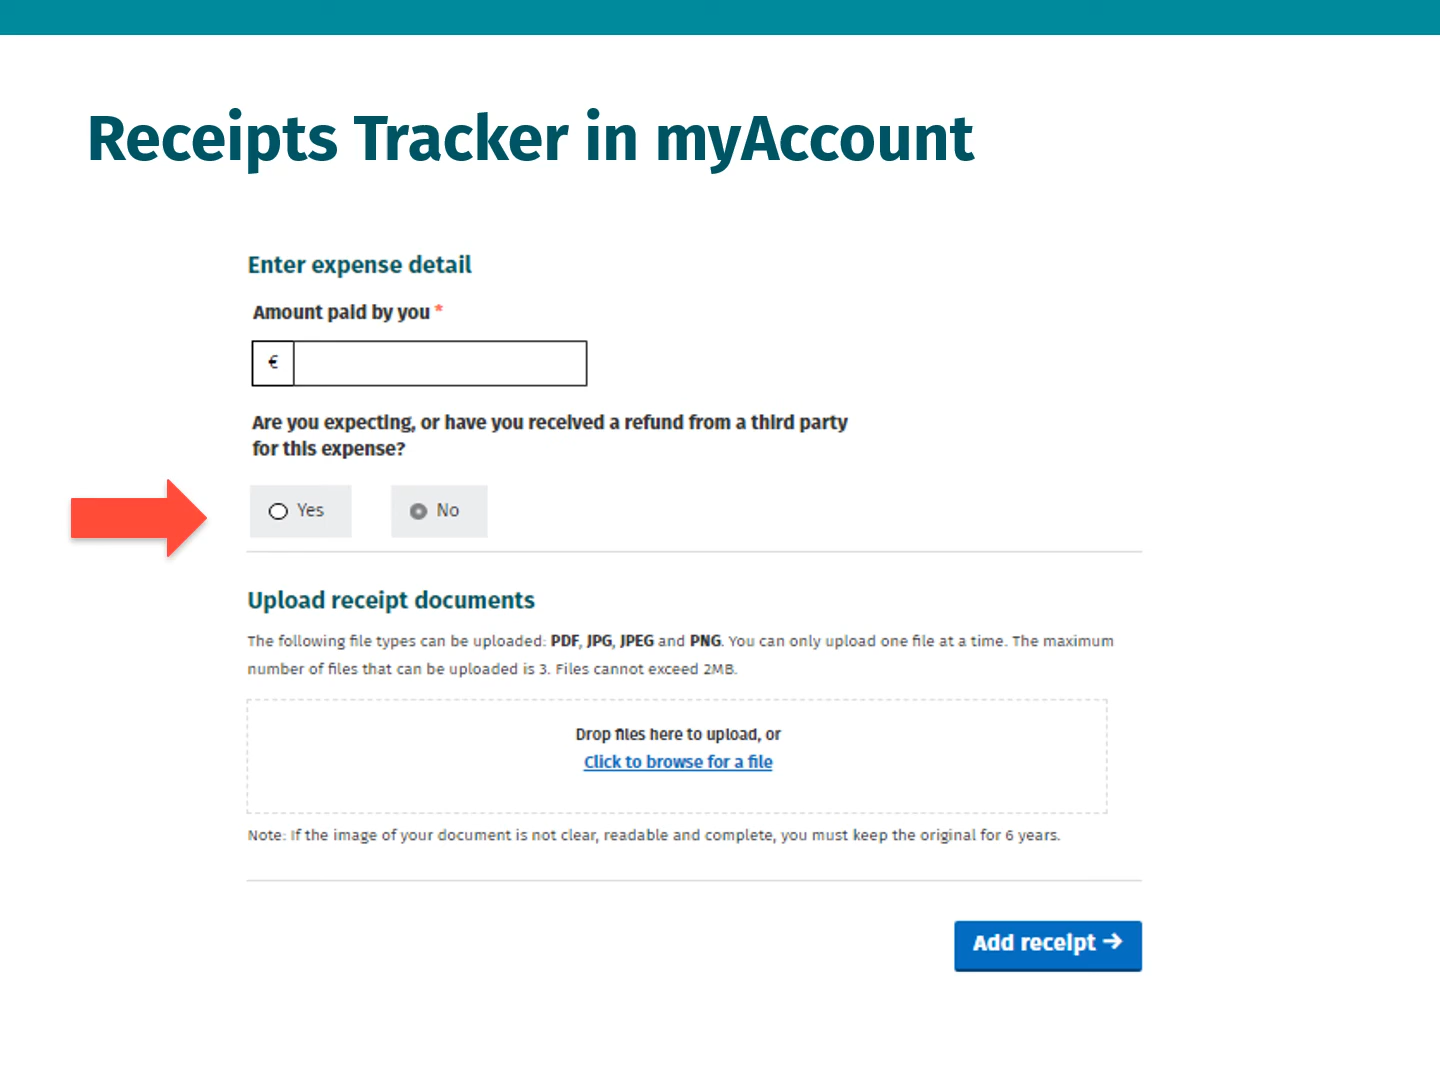 Receipts Tracker in myAccount
Enter expense detail
Amount paid by you *
€
Are you expecting, or have you received a refund from a third party
for this expense?
Yes
No
Upload receipt documents
The following file types can be uploaded: PDF, JPG, JPEG and PNG. You can only upload one file at a time. The maximum
number of files that can be uploaded is 3. Files cannot exceed 2MB.
Drop files here to upload, or
Click to browse for a file
Note: If the image of your document is not clear, readable and complete, you must keep the original for 6 years.
Add receipt →